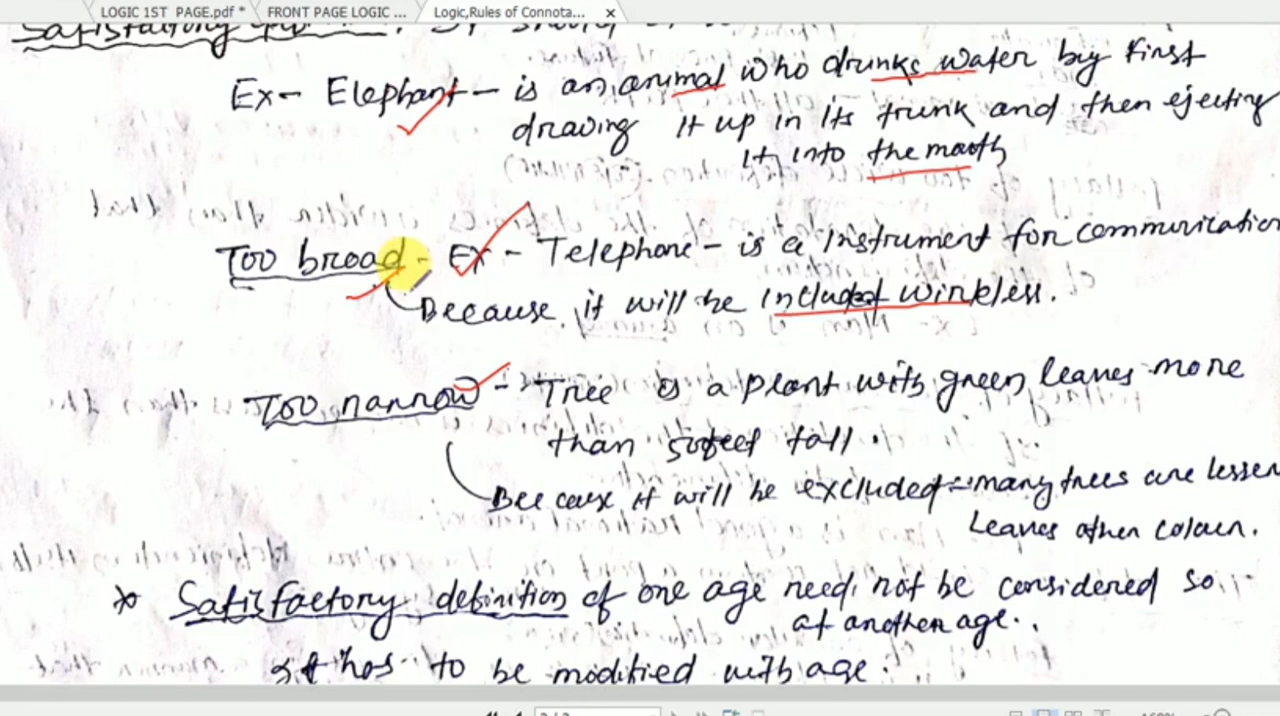 LOGIC 1ST PAGE.pdf *
FRONT PAGE LOGIC ...
Logic,Rules of Connota... x
Satisfactory
Ex- Elephant - is an animal who drinks water by first
drawing it up in its trunk and then ejecting
it into the mouth
Too broad - Ex - Telephone - is a instrument for communication
Because it will be included wirkless.
Too narrow - Tree is a plant with green leaves more
than feet tall.
Because it will be excluded - many trees are lesser
Leaves other colour.
* Satisfactory definition of one age need not be considered so
at another age..
It has to be modified with age.